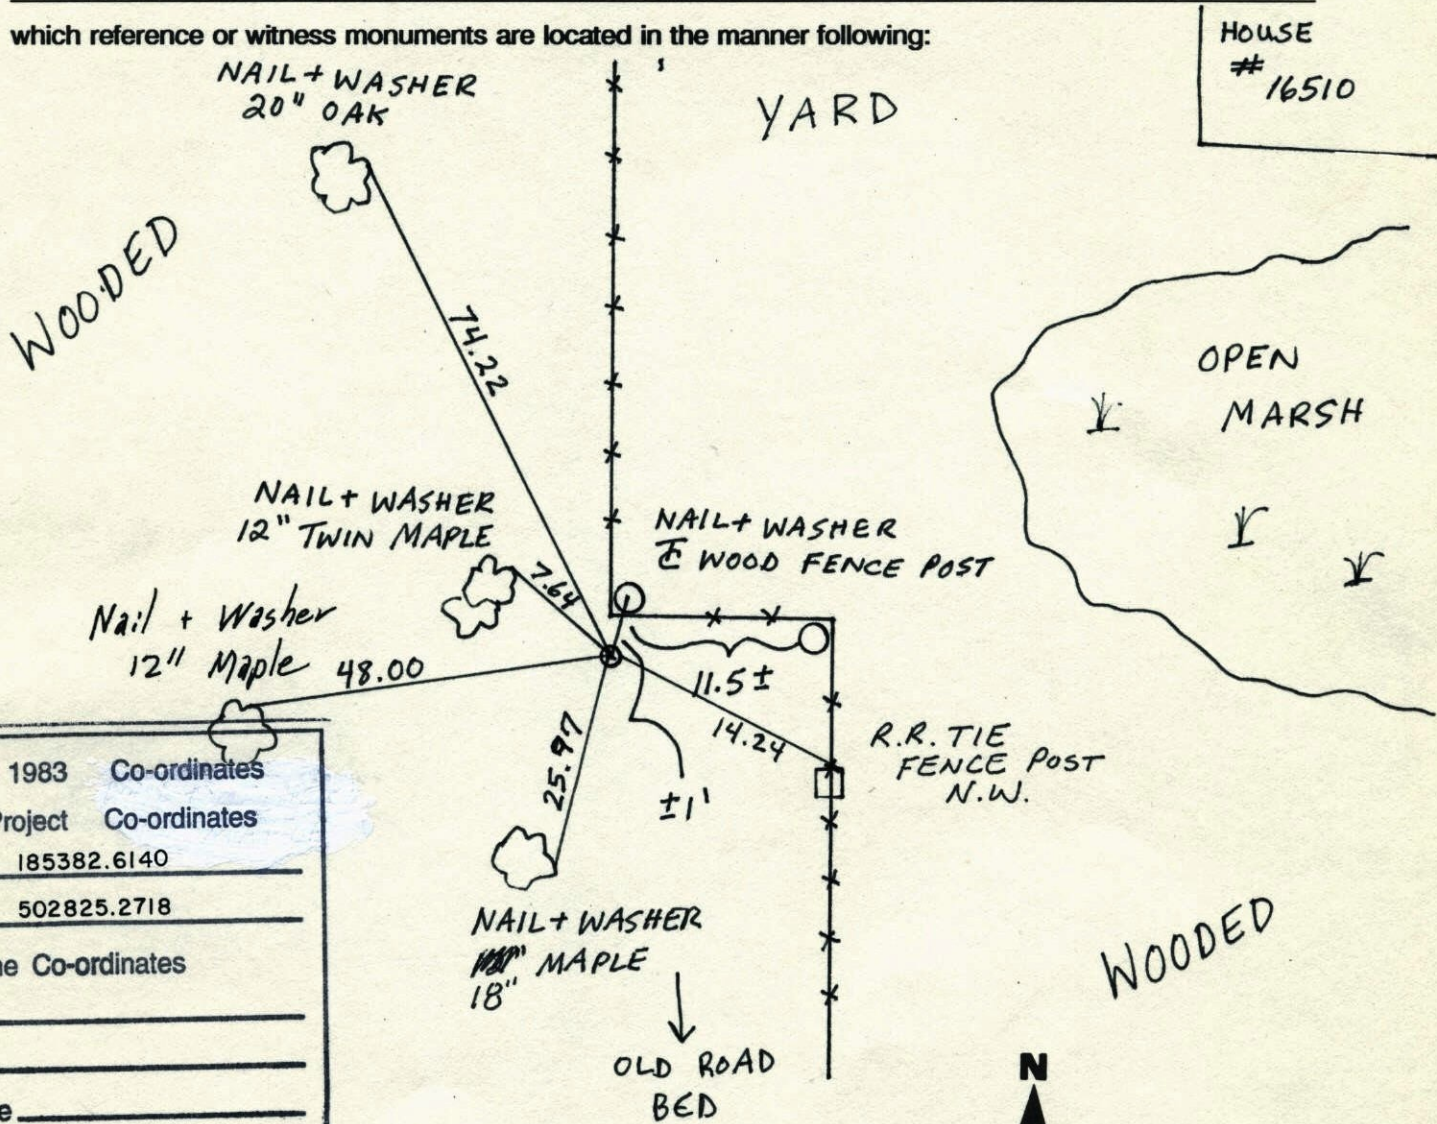 which reference or witness monuments are located in the manner following:
HOUSE
#
16510
NAIL + WASHER
20" OAK
YARD
WOODED
74.22
OPEN
MARSH
NAIL + WASHER
12" TWIN MAPLE
NAIL + WASHER
WOOD FENCE POST
7.64
Nail + Washer
12" Maple
48.00
11.5±
14.24
R.R. TIE
FENCE POST
N.W.
25.97
±1'
1983 Co-ordinates
Project Co-ordinates
185382.6140
502825.2718
Co-ordinates
NAIL + WASHER
MAPLE
18"
WOODED
OLD ROAD
BED
N